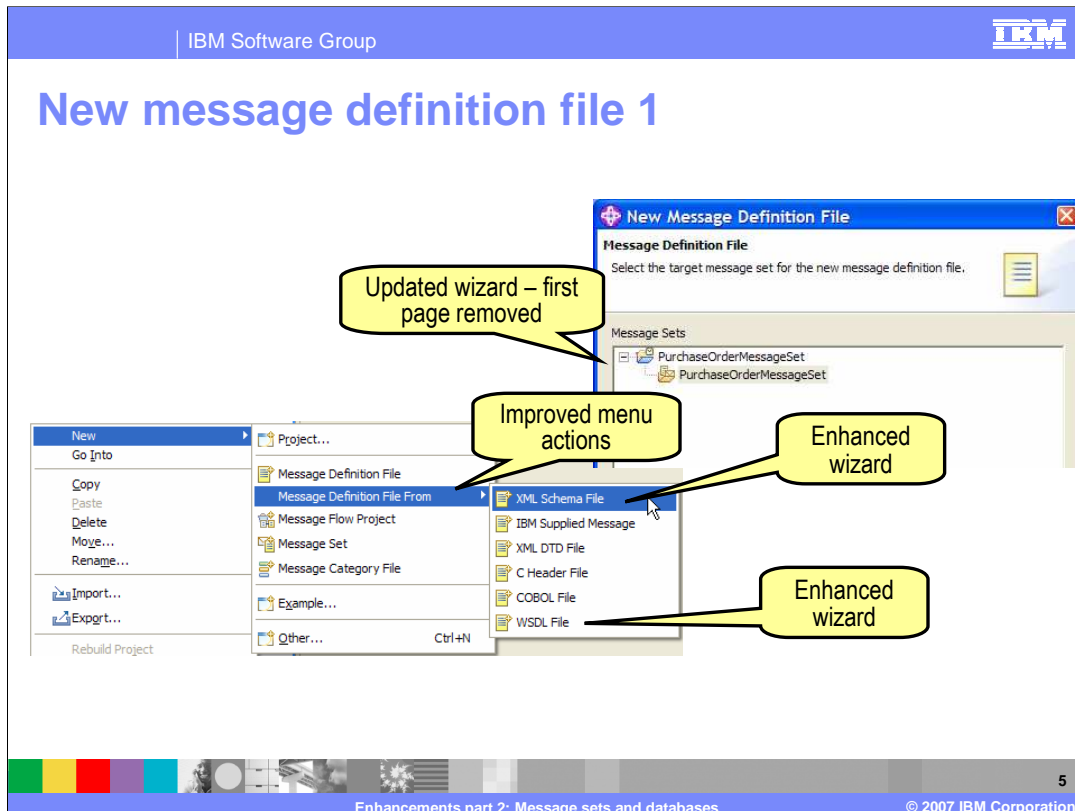 IBM Software Group
IBM
New message definition file 1
New Message Definition File
Message Definition File
Select the target message set for the new message definition file.
Updated wizard – first
page removed
Message Sets
PurchaseOrderMessageSet
PurchaseOrderMessageSet
Improved menu
actions
Enhanced
wizard
New
Go Into
Copy
Paste
Delete
Move...
Rename...
Import...
Export...
Rebuild Project
Project...
Message Definition File
Message Definition File From
Message Flow Project
Message Set
Message Category File
Example...
Other... Ctrl+N
XML Schema File
IBM Supplied Message
XML DTD File
C Header File
COBOL File
WSDL File
Enhanced
wizard
5
Enhancements part 2: Message sets and databases
© 2007 IBM Corporation